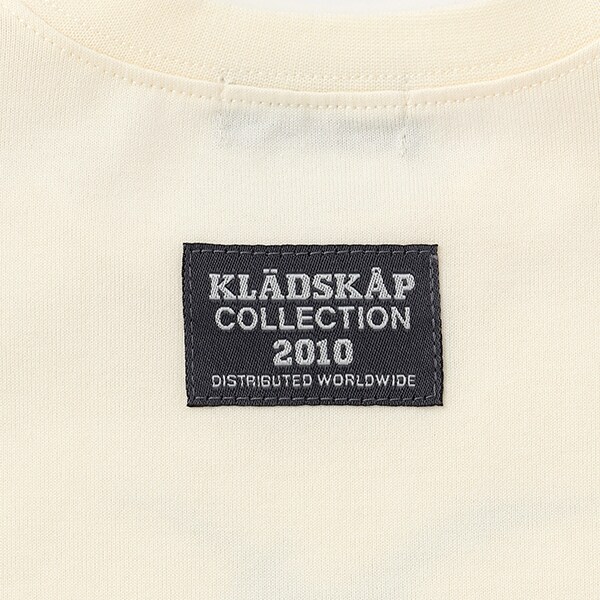 KLÄDSKÅP
COLLECTION
2010
DISTRIBUTED WORLDWIDE